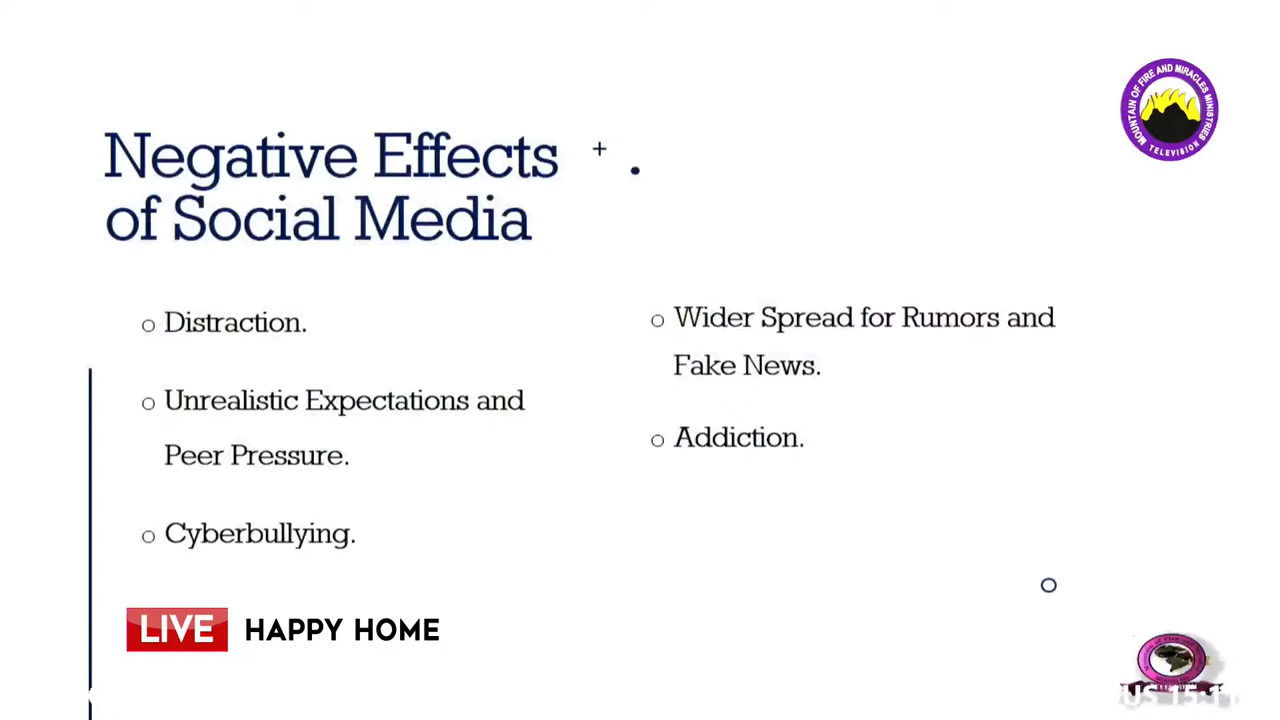 MOUNTAIN OF FIRE AND MIRACLES MINISTRIES
TELEVISION
Negative Effects
of Social Media
Distraction.
Unrealistic Expectations and
Peer Pressure.
Cyberbullying.
Wider Spread for Rumors and
Fake News.
Addiction.
LIVE HAPPY HOME